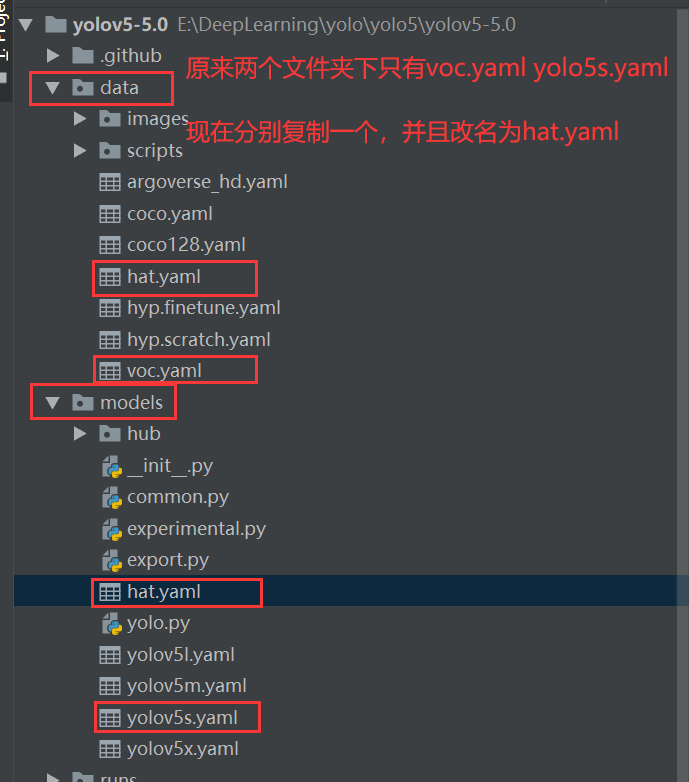 1: Project
yolov5-5.0 E:\DeepLearning\yolo\yolo5\yolov5-5.0
.github
原来两个文件夹下只有voc.yaml yolo5s.yaml
data
images
现在分别复制一个，并且改名为hat.yaml
scripts
argoverse_hd.yaml
coco.yaml
coco128.yaml
hat.yaml
hyp.finetune.yaml
hyp.scratch.yaml
voc.yaml
models
hub
__init__.py
common.py
experimental.py
export.py
hat.yaml
yolo.py
yolov5l.yaml
yolov5m.yaml
yolov5s.yaml
yolov5x.yaml
runs